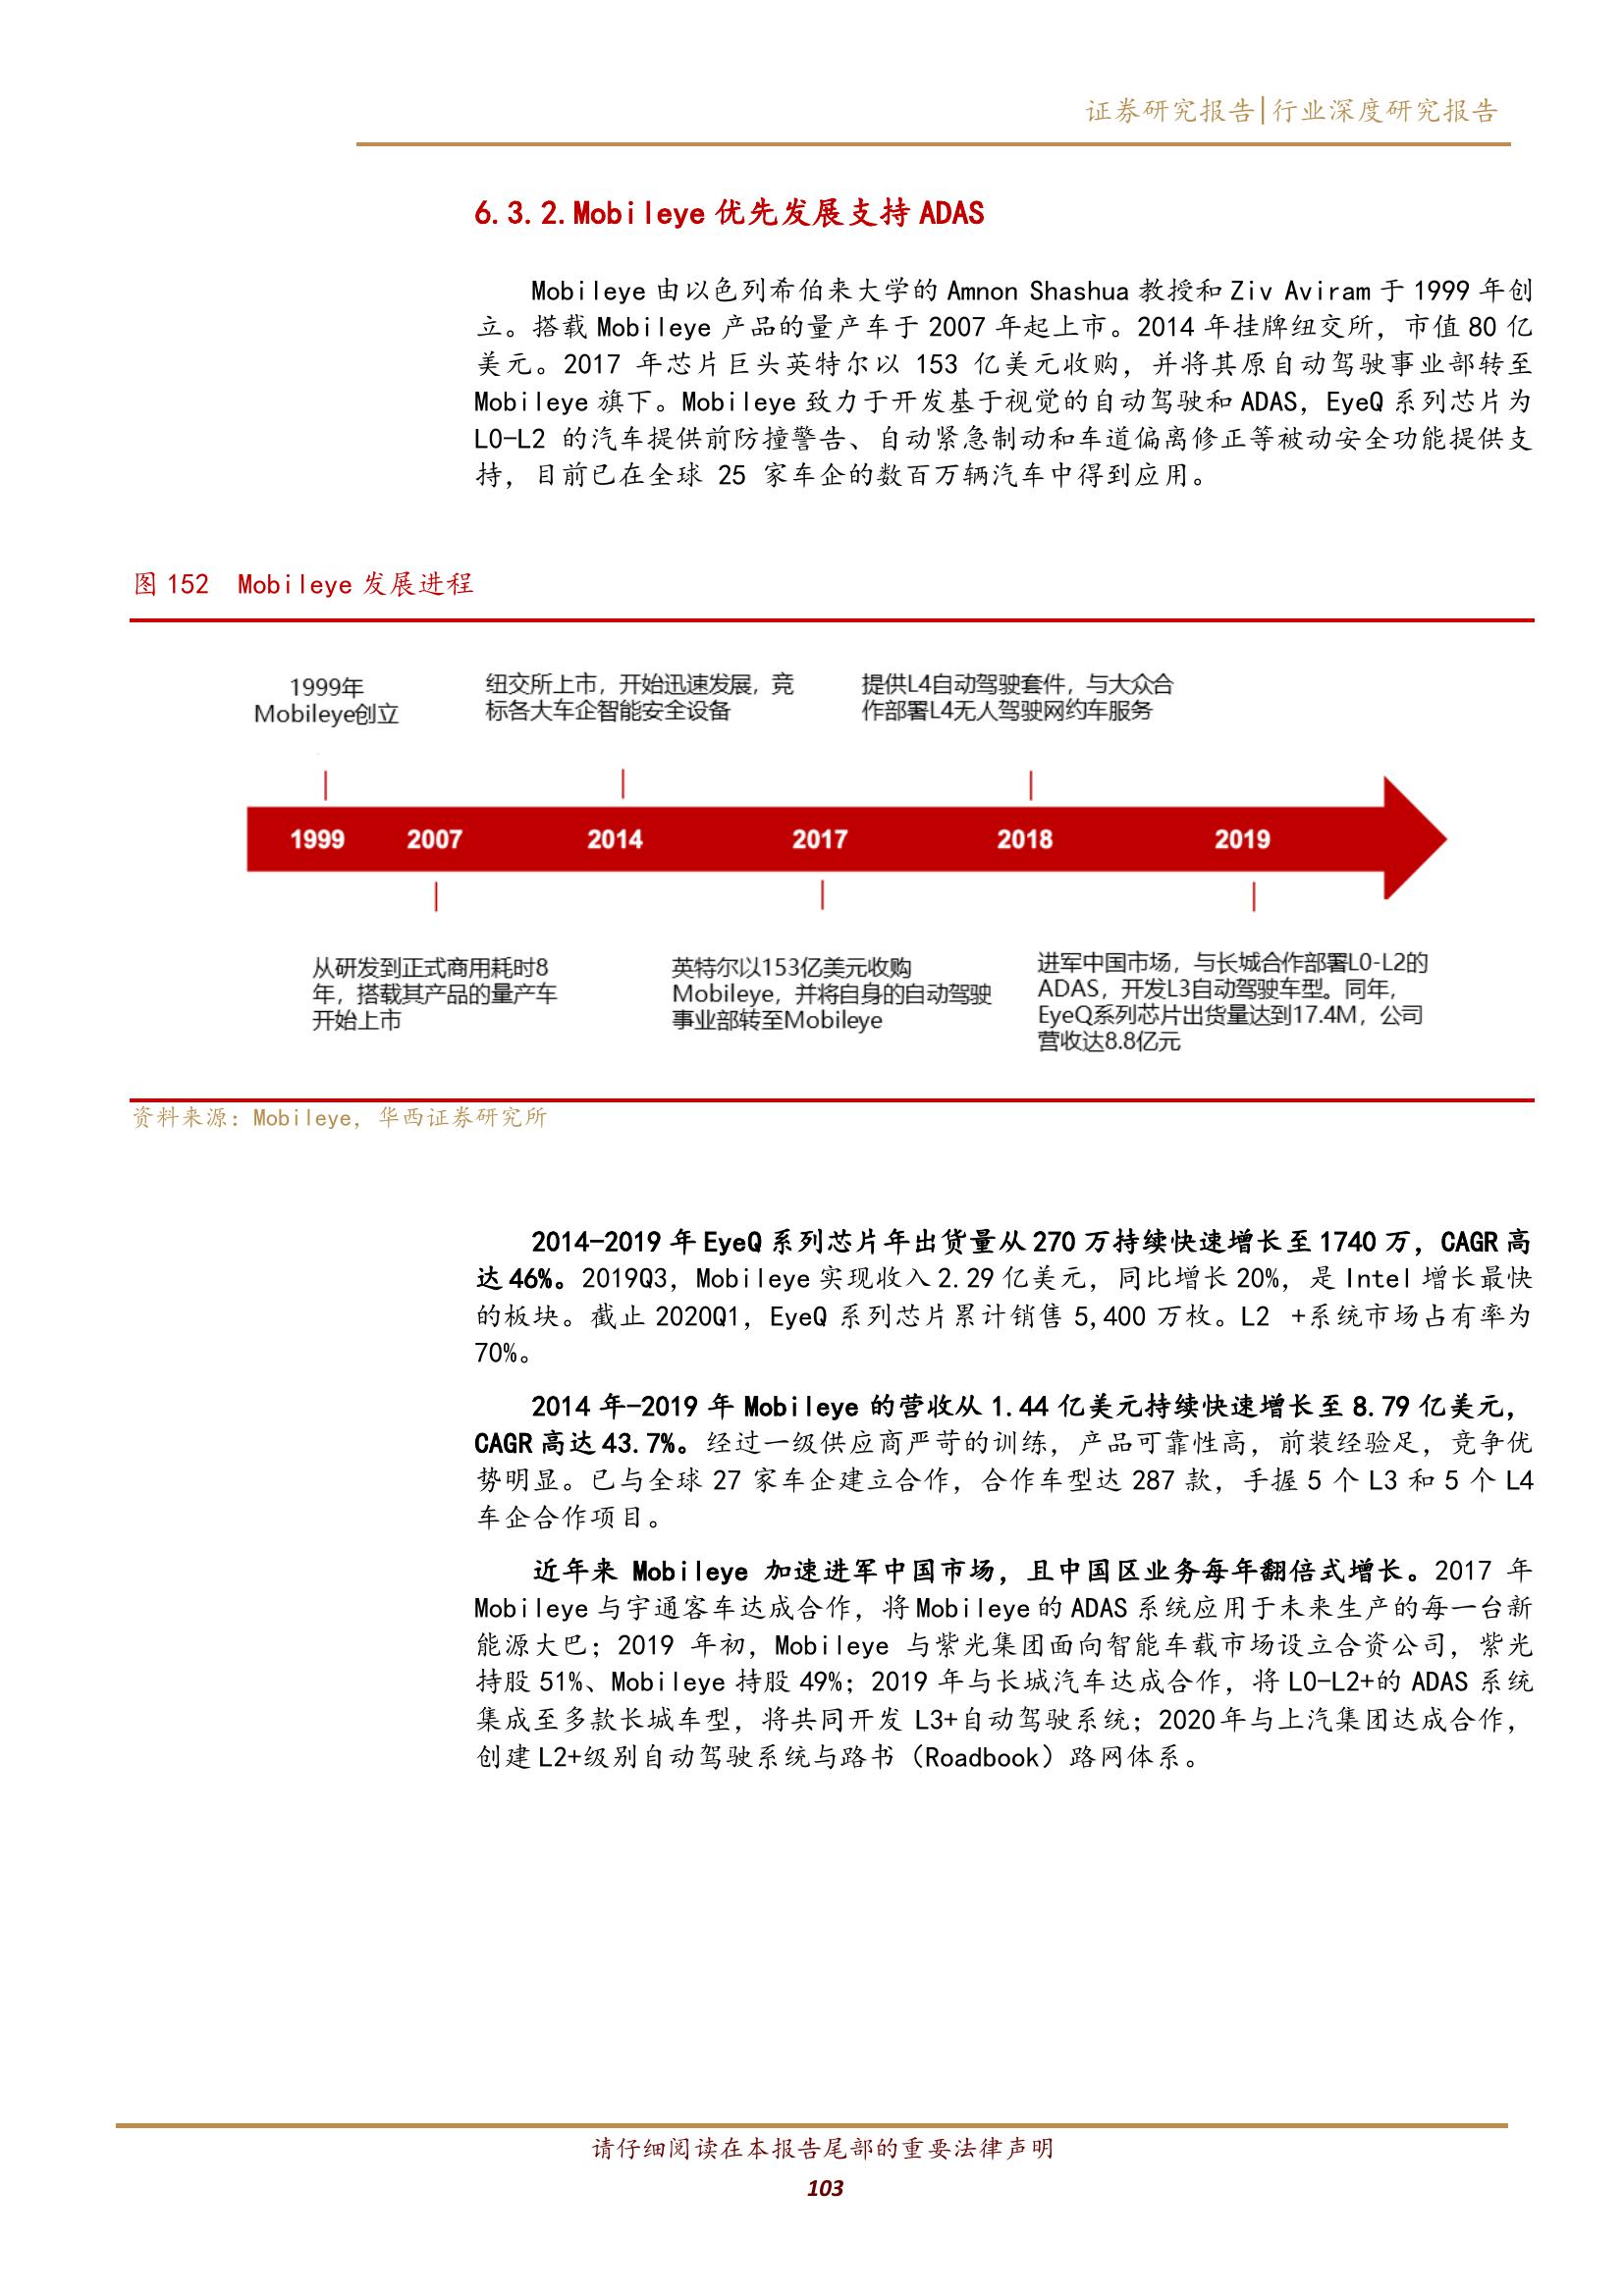 证券研究报告|行业深度研究报告
6.3.2.Mobileye 优先发展支持 ADAS
Mobileye 由以色列希伯来大学的 Amnon Shashua 教授和 Ziv Aviram 于 1999 年创
立。搭载 Mobileye 产品的量产车于 2007 年起上市。2014 年挂牌纽交所，市值 80 亿
美元。2017 年芯片巨头英特尔以 153 亿美元收购，并将其原自动驾驶事业部转至
Mobileye 旗下。Mobileye 致力于开发基于视觉的自动驾驶和 ADAS，EyeQ 系列芯片为
L0-L2 的汽车提供前防撞警告、自动紧急制动和车道偏离修正等被动安全功能提供支
持，目前已在全球 25 家车企的数百万辆汽车中得到应用。
图 152 Mobileye 发展进程
1999年
Mobileye创立
纽交所上市，开始迅速发展，竞
标各大车企智能安全设备
提供L4自动驾驶套件，与大众合
作部署L4无人驾驶网约车服务
1999 2007 2014 2017 2018 2019
从研发到正式商用耗时8
年，搭载其产品的量产车
开始上市
英特尔以153亿美元收购
Mobileye，并将自身的自动驾驶
事业部转至Mobileye
进军中国市场，与长城合作部署L0-L2的
ADAS，开发L3自动驾驶车型。同年，
EyeQ系列芯片出货量达到17.4M，公司
营收达8.8亿元
资料来源：Mobileye，华西证券研究所
2014-2019 年 EyeQ 系列芯片年出货量从 270 万持续快速增长至 1740 万，CAGR 高
达 46%。2019Q3，Mobileye 实现收入 2.29 亿美元，同比增长 20%，是 Intel 增长最快
的板块。截止 2020Q1，EyeQ 系列芯片累计销售 5,400 万枚。L2 +系统市场占有率为
70%。
2014 年-2019 年 Mobileye 的营收从 1.44 亿美元持续快速增长至 8.79 亿美元，
CAGR 高达 43.7%。经过一级供应商严苛的训练，产品可靠性高，前装经验足，竞争优
势明显。已与全球 27 家车企建立合作，合作车型达 287 款，手握 5 个 L3 和 5 个 L4
车企合作项目。
近年来 Mobileye 加速进军中国市场，且中国区业务每年翻倍式增长。2017 年
Mobileye 与宇通客车达成合作，将 Mobileye 的 ADAS 系统应用于未来生产的每一台新
能源大巴；2019 年初，Mobileye 与紫光集团面向智能车载市场设立合资公司，紫光
持股 51%、Mobileye 持股 49%；2019 年与长城汽车达成合作，将 L0-L2+的 ADAS 系统
集成至多款长城车型，将共同开发 L3+自动驾驶系统；2020 年与上汽集团达成合作，
创建 L2+级别自动驾驶系统与路书（Roadbook）路网体系。
请仔细阅读在本报告尾部的重要法律声明
103